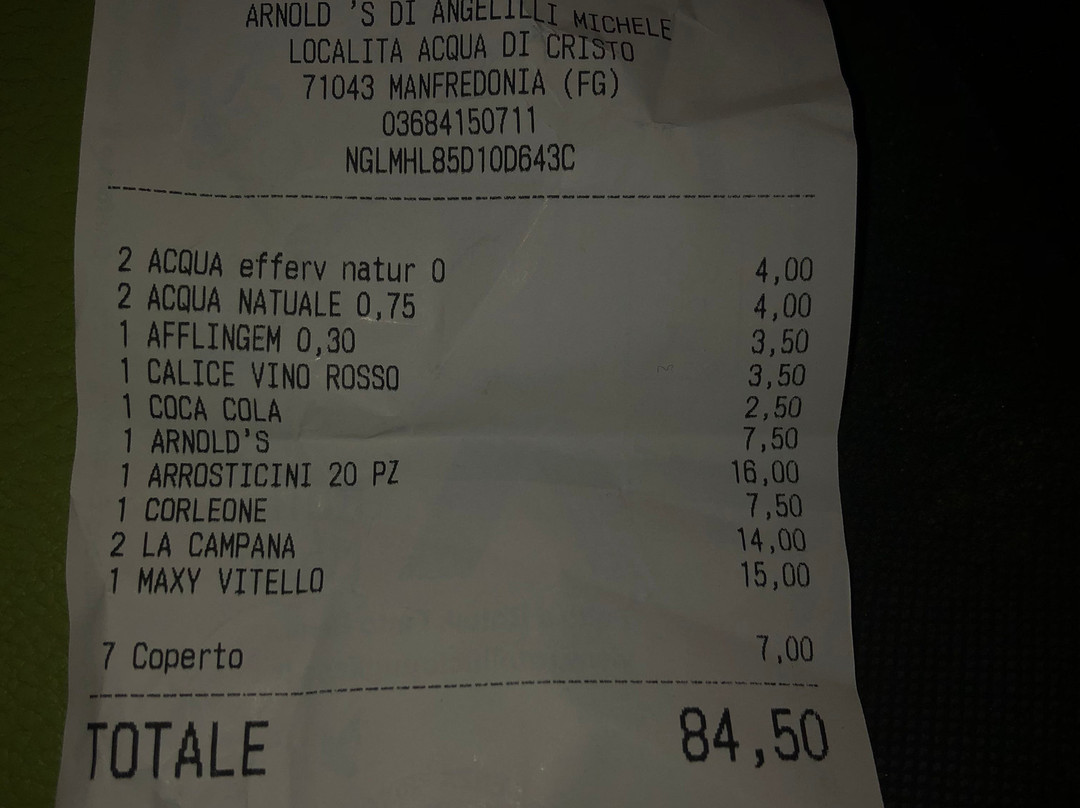 ARNOLD 'S DI ANGELILLI MICHELE
LOCALITA ACQUA DI CRISTO
71043 MANFREDONIA (FG)
03684150711
NGLMHL85D10D643C
2 ACQUA efferv natur 0 4,00
2 ACQUA NATUALE 0,75 4,00
1 AFFLINGEM 0,30 3,50
1 CALICE VINO ROSSO 3,50
1 COCA COLA 2,50
1 ARNOLD'S 7,50
1 ARROSTICINI 20 PZ 16,00
1 CORLEONE 7,50
2 LA CAMPANA 14,00
1 MAXY VITELLO 15,00
7 Coperto 7,00
TOTALE 84,50